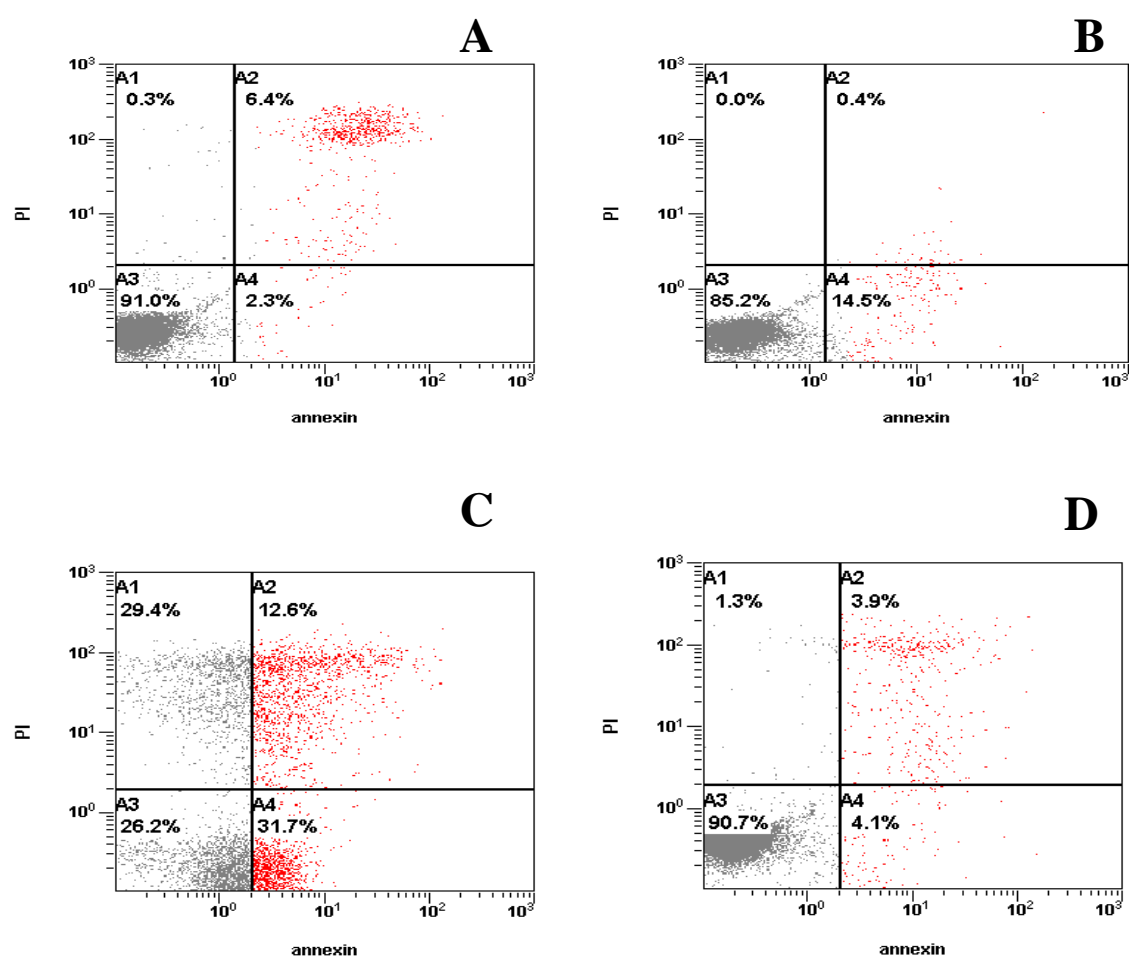 A
B
10³
A1
A2
0.3%
6.4%
10²
PI
10¹
A3
A4
10⁰
91.0%
2.3%
10⁰
10¹
10²
10³
annexin
10³
A1
A2
0.0%
0.4%
10²
PI
10¹
A3
A4
10⁰
85.2%
14.5%
10⁰
10¹
10²
10³
annexin
C
D
10³
A1
A2
29.4%
12.6%
10²
PI
10¹
A3
A4
10⁰
26.2%
31.7%
10⁰
10¹
10²
10³
annexin
10³
A1
A2
1.3%
3.9%
10²
PI
10¹
A3
A4
10⁰
90.7%
4.1%
10⁰
10¹
10²
10³
annexin